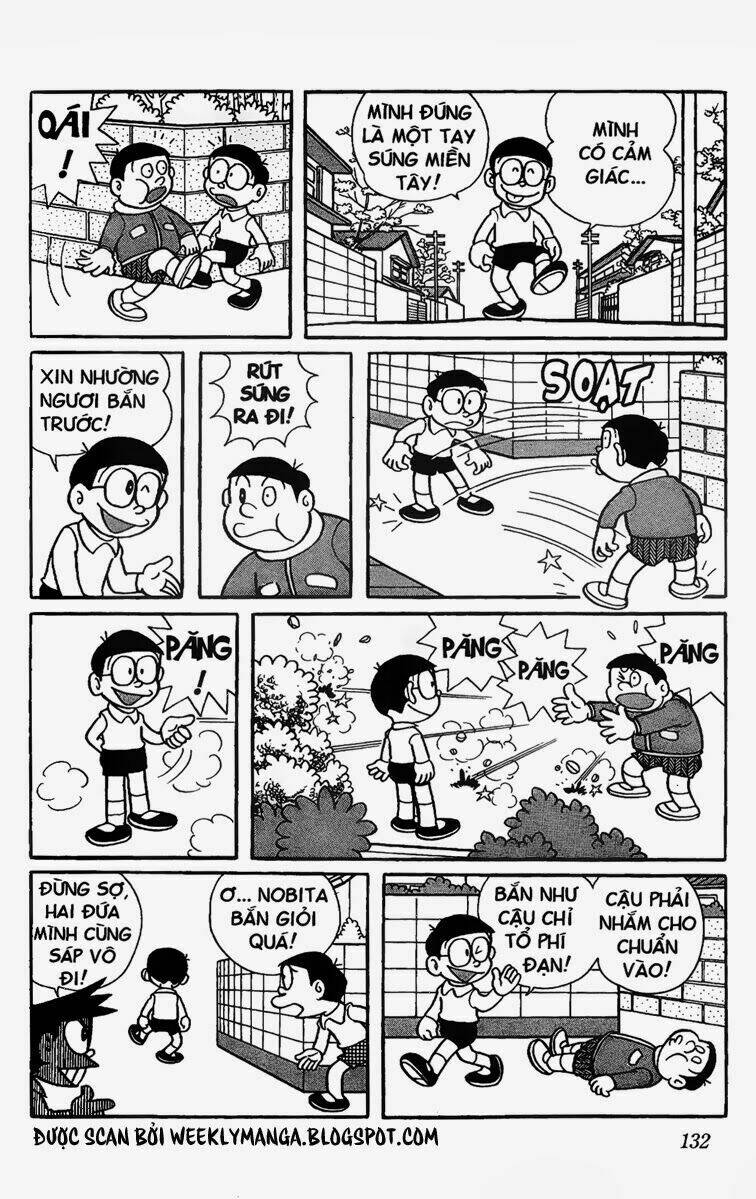 MÌNH
CÓ CẢM
GIÁC...
MÌNH ĐÚNG
LÀ MỘT TAY
SÚNG MIỀN
TÂY!
QÁI
!
SOẠT
RÚT
SÚNG
RA ĐI!
XIN NHƯỜNG
NGƯƠI BẮN
TRƯỚC!
PĂNG
PĂNG
PĂNG
PĂNG
!
CẬU PHẢI
NHẮM CHO
CHUẨN
VÀO!
BẮN NHƯ
CẬU CHỈ
TỔ PHÍ
ĐẠN!
Ơ... NOBITA
BẮN GIỎI
QUÁ!
ĐỪNG SỢ,
HAI ĐỨA
MÌNH CÙNG
SÁP VÔ
ĐI!
ĐƯỢC SCAN BỞI WEEKLYMANGA.BLOGSPOT.COM
132